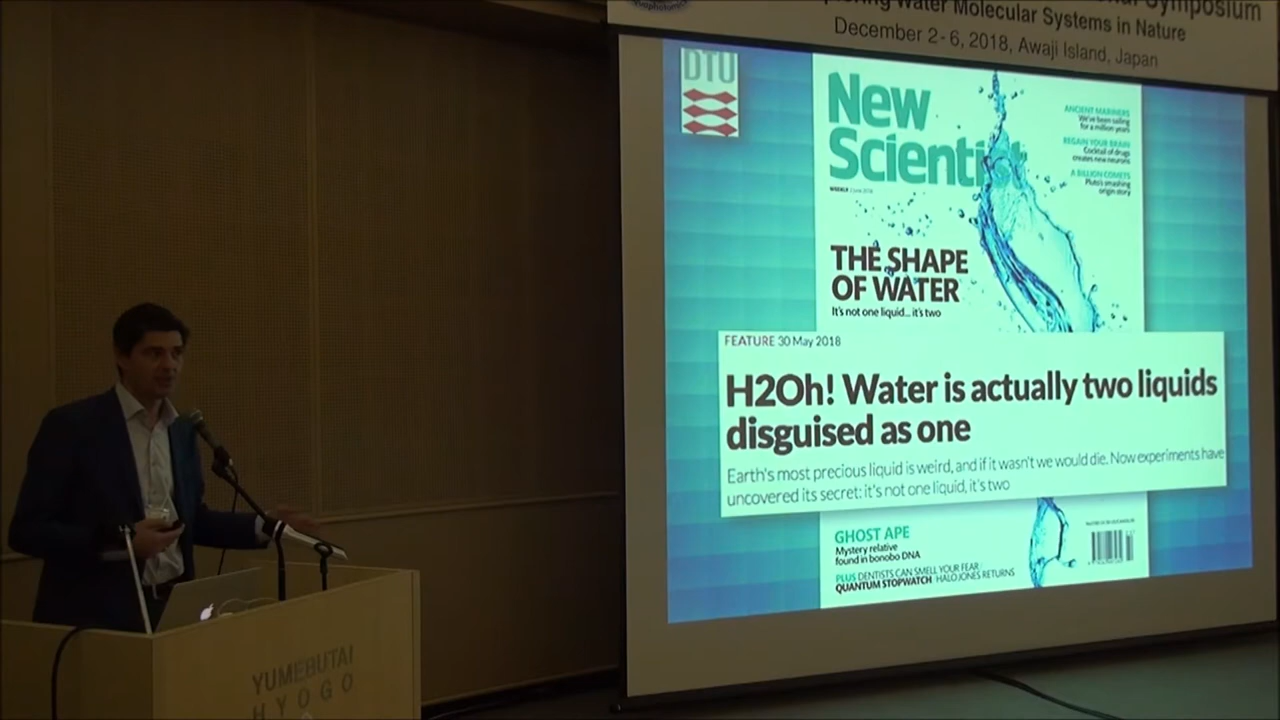 Symposium
Water Molecular Systems in Nature
December 2-6, 2018, Awaji Island, Japan
DTU
New
Scientist
WEEKLY 2 June 2018
ANCIENT MARINERS
We've been sailing
for a million years
REGAIN YOUR BRAIN
Cocktail of drugs
creates new neurons
A BILLION COMETS
Pluto's smashing
origin story
THE SHAPE
OF WATER
It's not one liquid... it's two
FEATURE 30 May 2018
H2Oh! Water is actually two liquids
disguised as one
Earth's most precious liquid is weird, and if it wasn't we would die. Now experiments have
uncovered its secret: it's not one liquid, it's two
GHOST APE
Mystery relative
found in bonobo DNA
PLUS DENTISTS CAN SMELL YOUR FEAR /
QUANTUM STOPWATCH / HALO JONES RETURNS
YUMEBUTAI
HYOGO